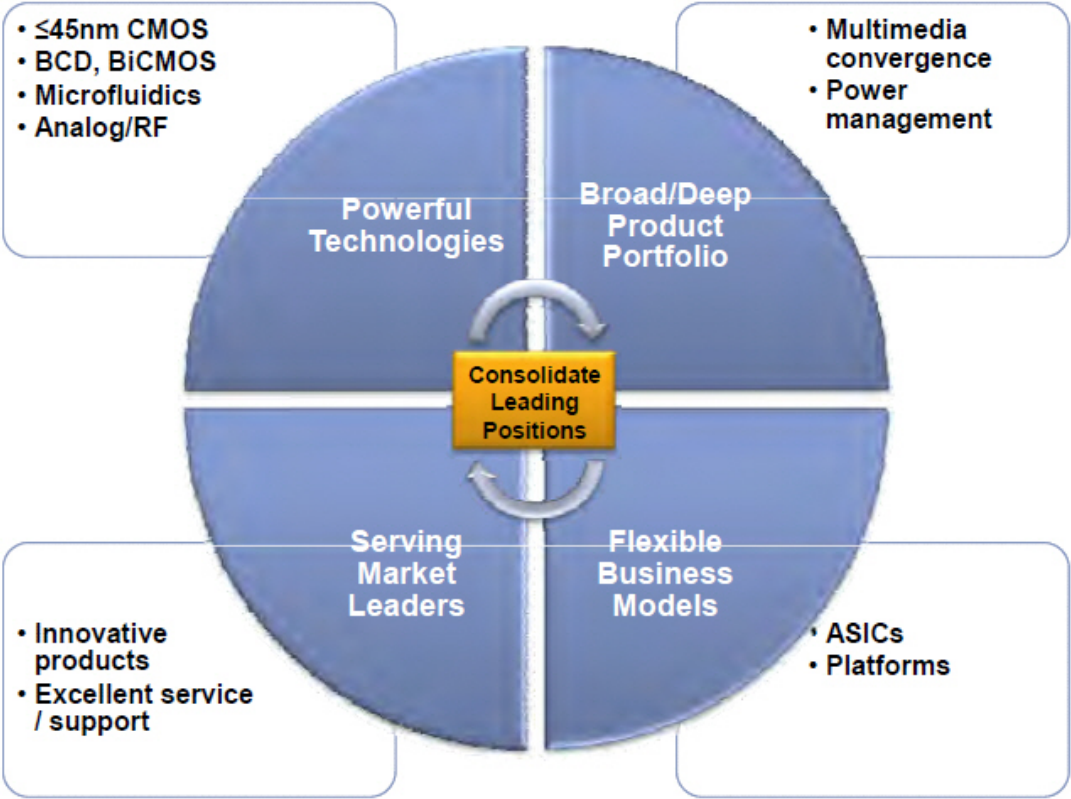 • ≤45nm CMOS
• BCD, BiCMOS
• Microfluidics
• Analog/RF
• Multimedia
convergence
• Power
management
Powerful
Technologies
Broad/Deep
Product
Portfolio
Consolidate
Leading
Positions
Serving
Market
Leaders
Flexible
Business
Models
• Innovative
products
• Excellent service
/ support
• ASICs
• Platforms